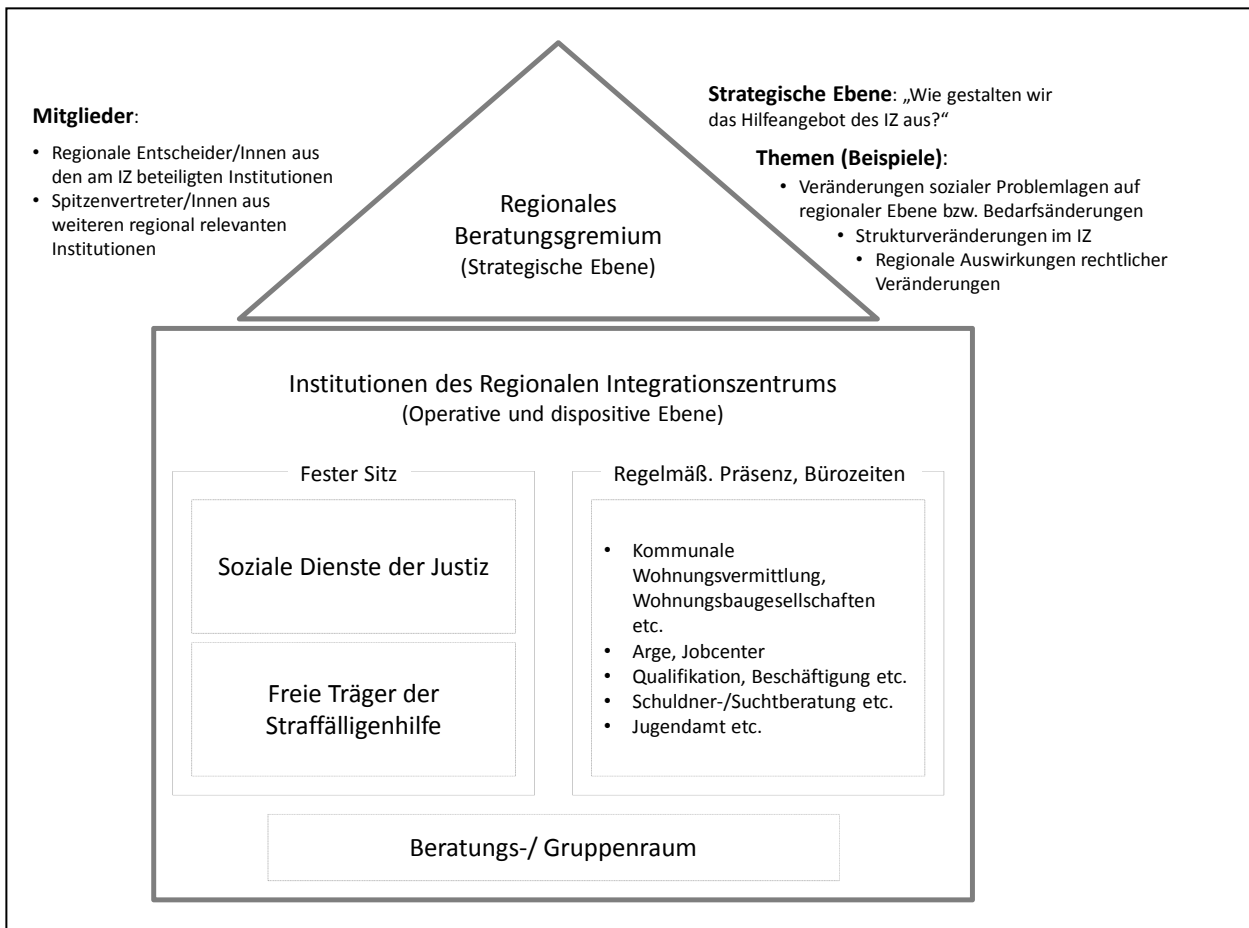 Mitglieder:
• Regionale Entscheider/Innen aus
den am IZ beteiligten Institutionen
• Spitzenvertreter/Innen aus
weiteren regional relevanten
Institutionen
Strategische Ebene: „Wie gestalten wir
das Hilfeangebot des IZ aus?“
Themen (Beispiele):
• Veränderungen sozialer Problemlagen auf
regionaler Ebene bzw. Bedarfsänderungen
• Strukturveränderungen im IZ
• Regionale Auswirkungen rechtlicher
Veränderungen
Regionales
Beratungsgremium
(Strategische Ebene)
Institutionen des Regionalen Integrationszentrums
(Operative und dispositive Ebene)
Fester Sitz
Soziale Dienste der Justiz
Freie Träger der
Straffälligenhilfe
Regelmäß. Präsenz, Bürozeiten
• Kommunale
Wohnungsvermittlung,
Wohnungsbaugesellschaften
etc.
• Arge, Jobcenter
• Qualifikation, Beschäftigung etc.
• Schuldner-/Suchtberatung etc.
• Jugendamt etc.
Beratungs-/ Gruppenraum